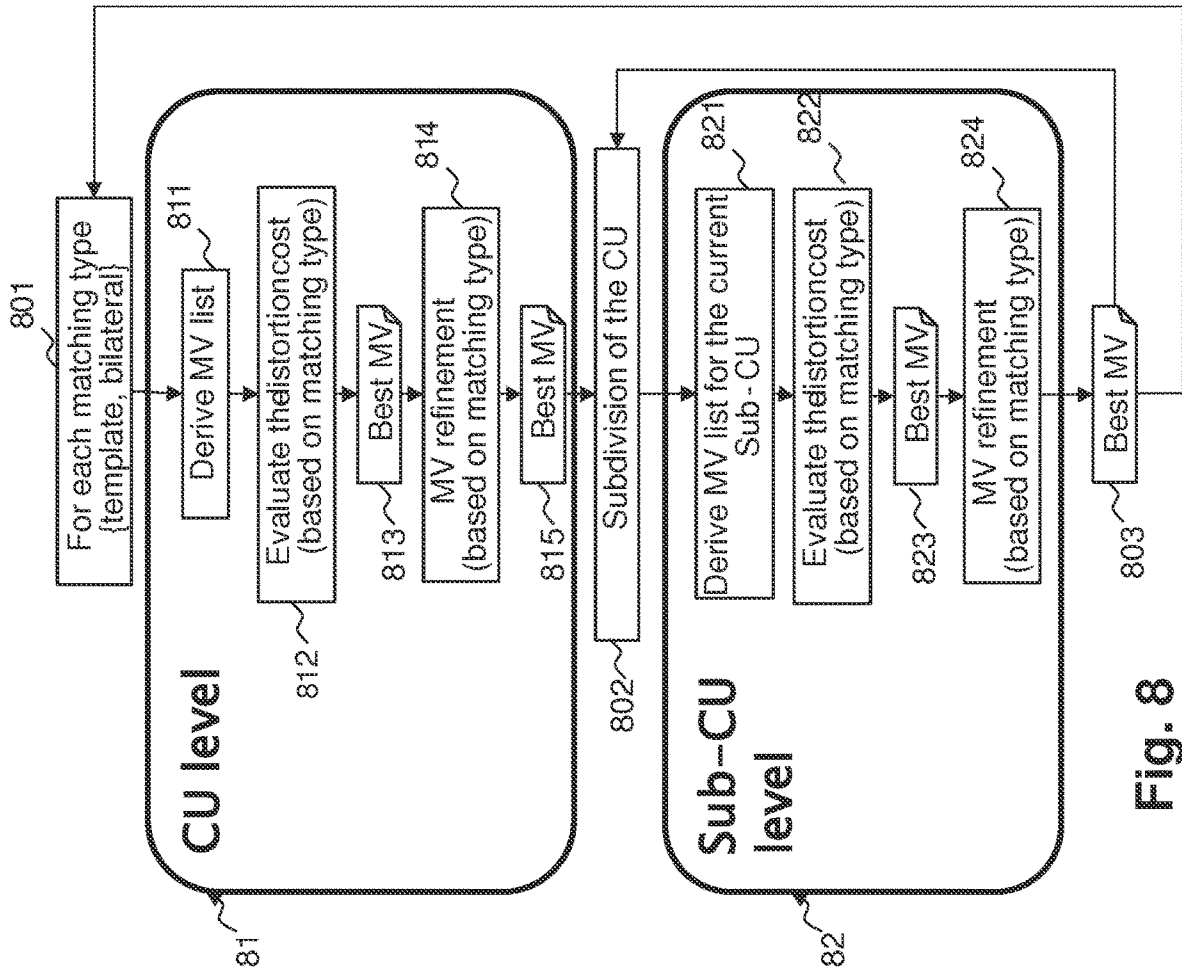 801
For each matching type
{template, bilateral}
81
CU level
811
Derive MV list
812
Evaluate thdistortioncost
(based on matching type)
813
Best MV
814
MV refinement
(based on matching type)
815
Best MV
802
Subdivision of the CU
82
Sub-CU
level
821
Derive MV list for the current
Sub-CU
822
Evaluate thdistortoncost
(based on matching type)
823
Best MV
824
MV refinement
(based on matching type)
803
Best MV
Fig. 8